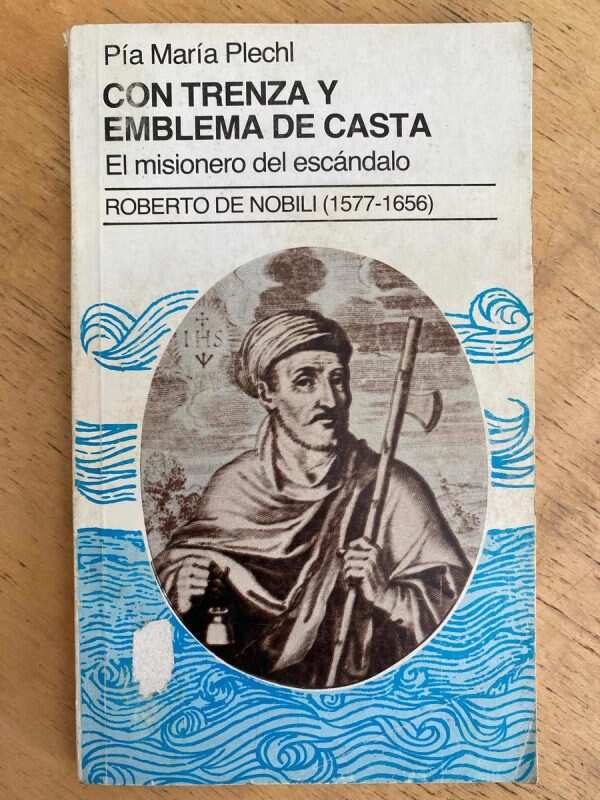 Pía María Plechl
CON TRENZA Y
EMBLEMA DE CASTA
El misionero del escándalo
ROBERTO DE NOBILI (1577-1656)
IHS